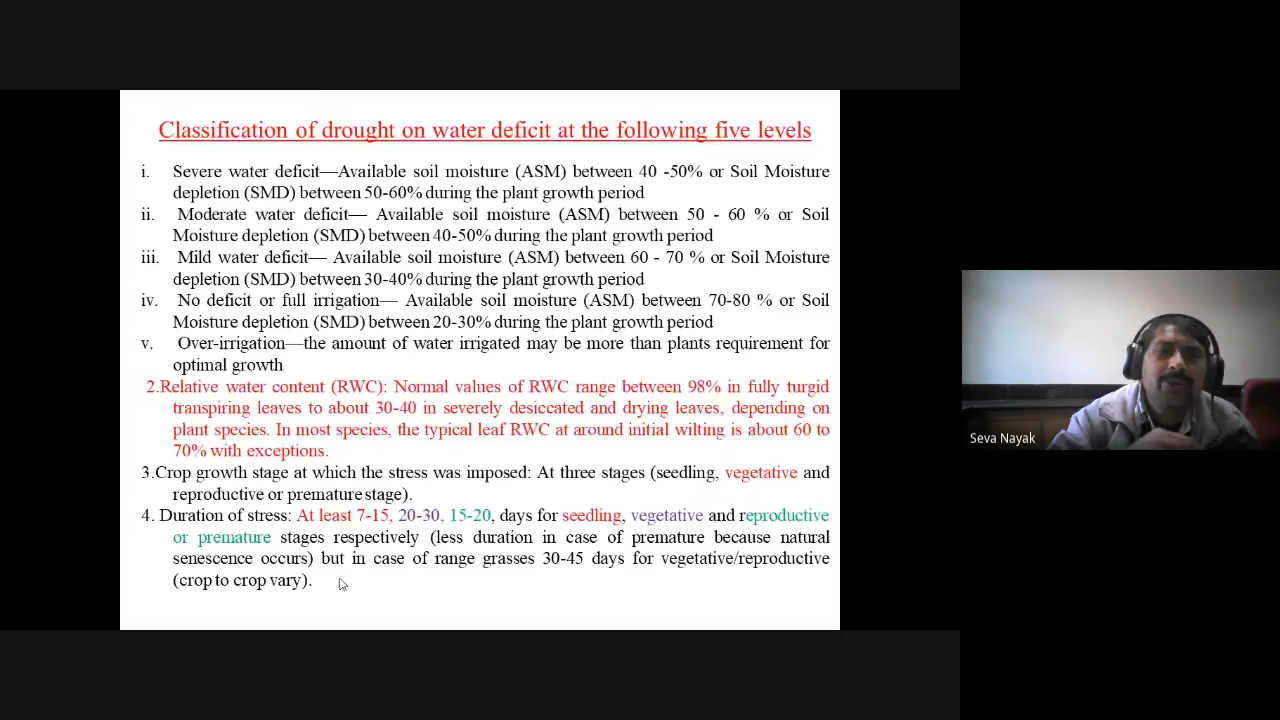 Classification of drought on water deficit at the following five levels
i. Severe water deficit—Available soil moisture (ASM) between 40 -50% or Soil Moisture
depletion (SMD) between 50-60% during the plant growth period
ii. Moderate water deficit— Available soil moisture (ASM) between 50 - 60 % or Soil
Moisture depletion (SMD) between 40-50% during the plant growth period
iii. Mild water deficit— Available soil moisture (ASM) between 60 - 70 % or Soil Moisture
depletion (SMD) between 30-40% during the plant growth period
iv. No deficit or full irrigation— Available soil moisture (ASM) between 70-80 % or Soil
Moisture depletion (SMD) between 20-30% during the plant growth period
v. Over-irrigation—the amount of water irrigated may be more than plants requirement for
optimal growth
2.Relative water content (RWC): Normal values of RWC range between 98% in fully turgid
transpiring leaves to about 30-40 in severely desiccated and drying leaves, depending on
plant species. In most species, the typical leaf RWC at around initial wilting is about 60 to
70% with exceptions.
3.Crop growth stage at which the stress was imposed: At three stages (seedling, vegetative and
reproductive or premature stage).
4. Duration of stress: At least 7-15, 20-30, 15-20, days for seedling, vegetative and reproductive
or premature stages respectively (less duration in case of premature because natural
senescence occurs) but in case of range grasses 30-45 days for vegetative/reproductive
(crop to crop vary).
Seva Nayak